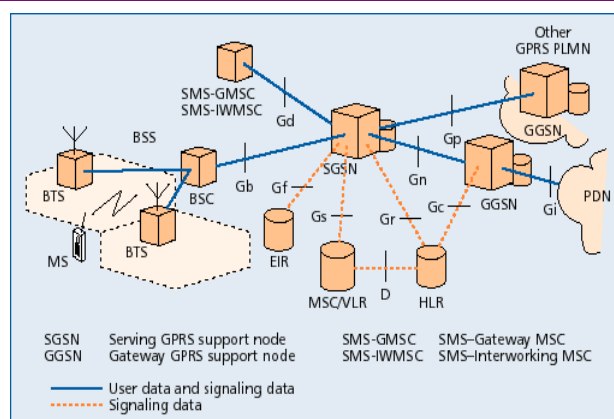 Other
GPRS PLMN
SMS-GMSC
SMS-IWMSC
Gd
BSS
SGSN
Gp
GGSN
BTS
BSC
Gb
Gn
Gf
Gs
Gr
Gc
GGSN
Gi
PDN
MS
BTS
EIR
MSC/VLR
D
HLR
SGSN Serving GPRS support node SMS-GMSC SMS–Gateway MSC
GGSN Gateway GPRS support node SMS-IWMSC SMS–Interworking MSC
User data and signaling data
Signaling data